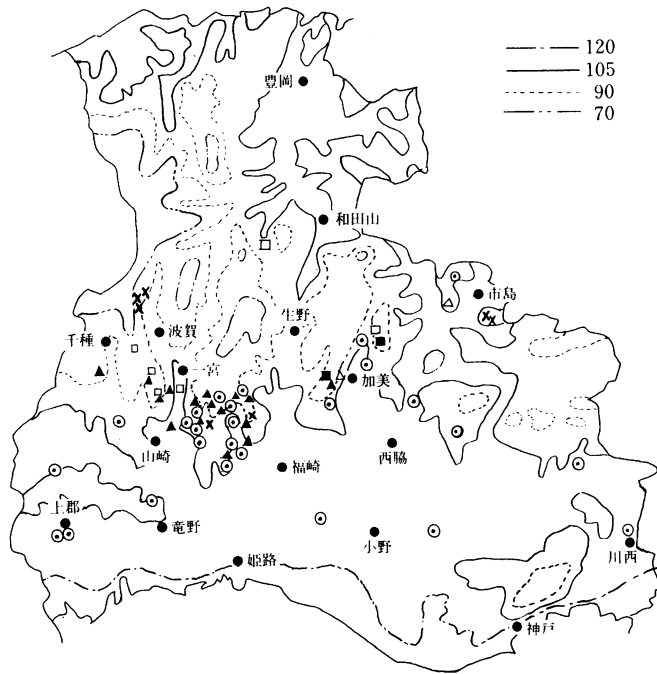 120
105
90
70
豊岡
和田山
市島
生野
波賀
千種
一宮
加美
山崎
西脇
福崎
上郡
竜野
小野
川西
姫路
神戸